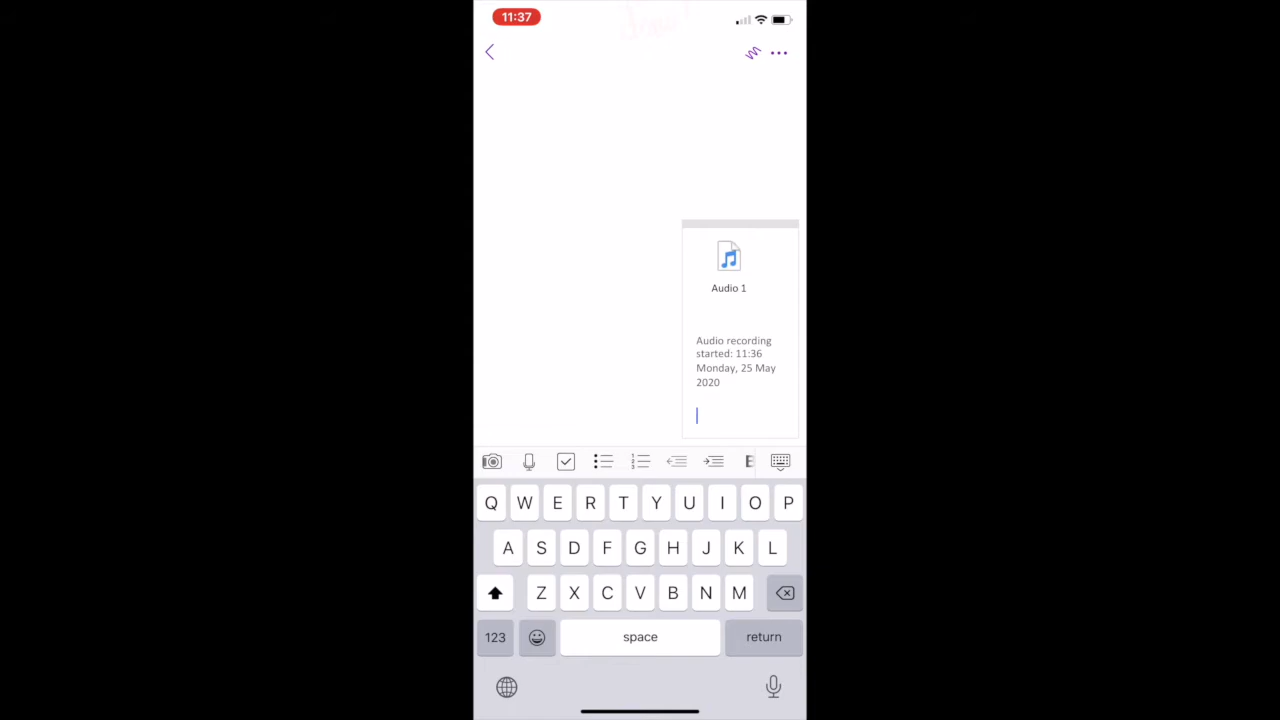 11:37
Audio 1
Audio recording
started: 11:36
Monday, 25 May
2020
B
Q W E R T Y U I O P
A S D F G H J K L
Z X C V B N M
123 space return